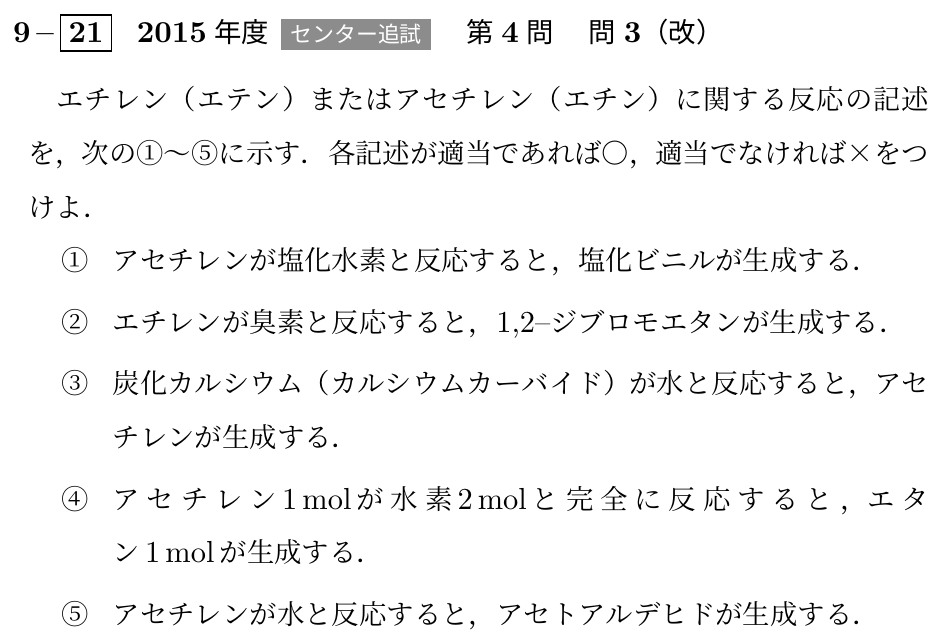 9－21 2015 年度 センター追試 第 4 問 問 3（改）
エチレン（エテン）またはアセチレン（エチン）に関する反応の記述
を，次の①～⑤に示す．各記述が適当であれば○，適当でなければ×をつ
けよ．
① アセチレンが塩化水素と反応すると，塩化ビニルが生成する．
② エチレンが臭素と反応すると，1,2–ジブロモエタンが生成する．
③ 炭化カルシウム（カルシウムカーバイド）が水と反応すると，アセ
チレンが生成する．
④ アセチレン1molが水素2molと完全に反応すると，エタ
ン1molが生成する．
⑤ アセチレンが水と反応すると，アセトアルデヒドが生成する．